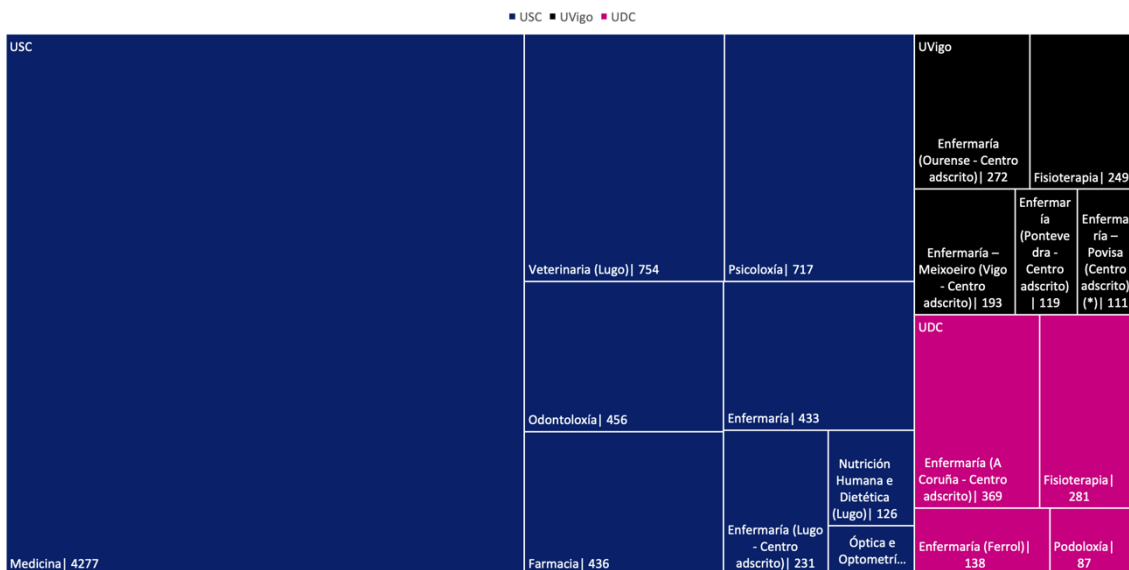 USC UVigo UDC
USC
Medicina| 4277
Veterinaria (Lugo)| 754
Psicoloxía| 717
Odontoloxía| 456
Enfermaría| 433
Farmacia| 436
Enfermaría (Lugo
- Centro
adscrito)| 231
Nutrición
Humana e
Dietética
(Lugo)| 126
Óptica e
Optometrí...
UVigo
Enfermaría
(Ourense - Centro
adscrito)| 272
Fisioterapia| 249
Enfermaría –
Meixoeiro (Vigo
- Centro
adscrito)| 193
Enfermar
ía
(Ponteve
dra -
Centro
adscrito)
| 119
Enferma
ría –
Povisa
(Centro
adscrito)
(*)| 111
UDC
Enfermaría (A
Coruña - Centro
adscrito)| 369
Fisioterapia|
281
Enfermaría (Ferrol)|
138
Podoloxía|
87